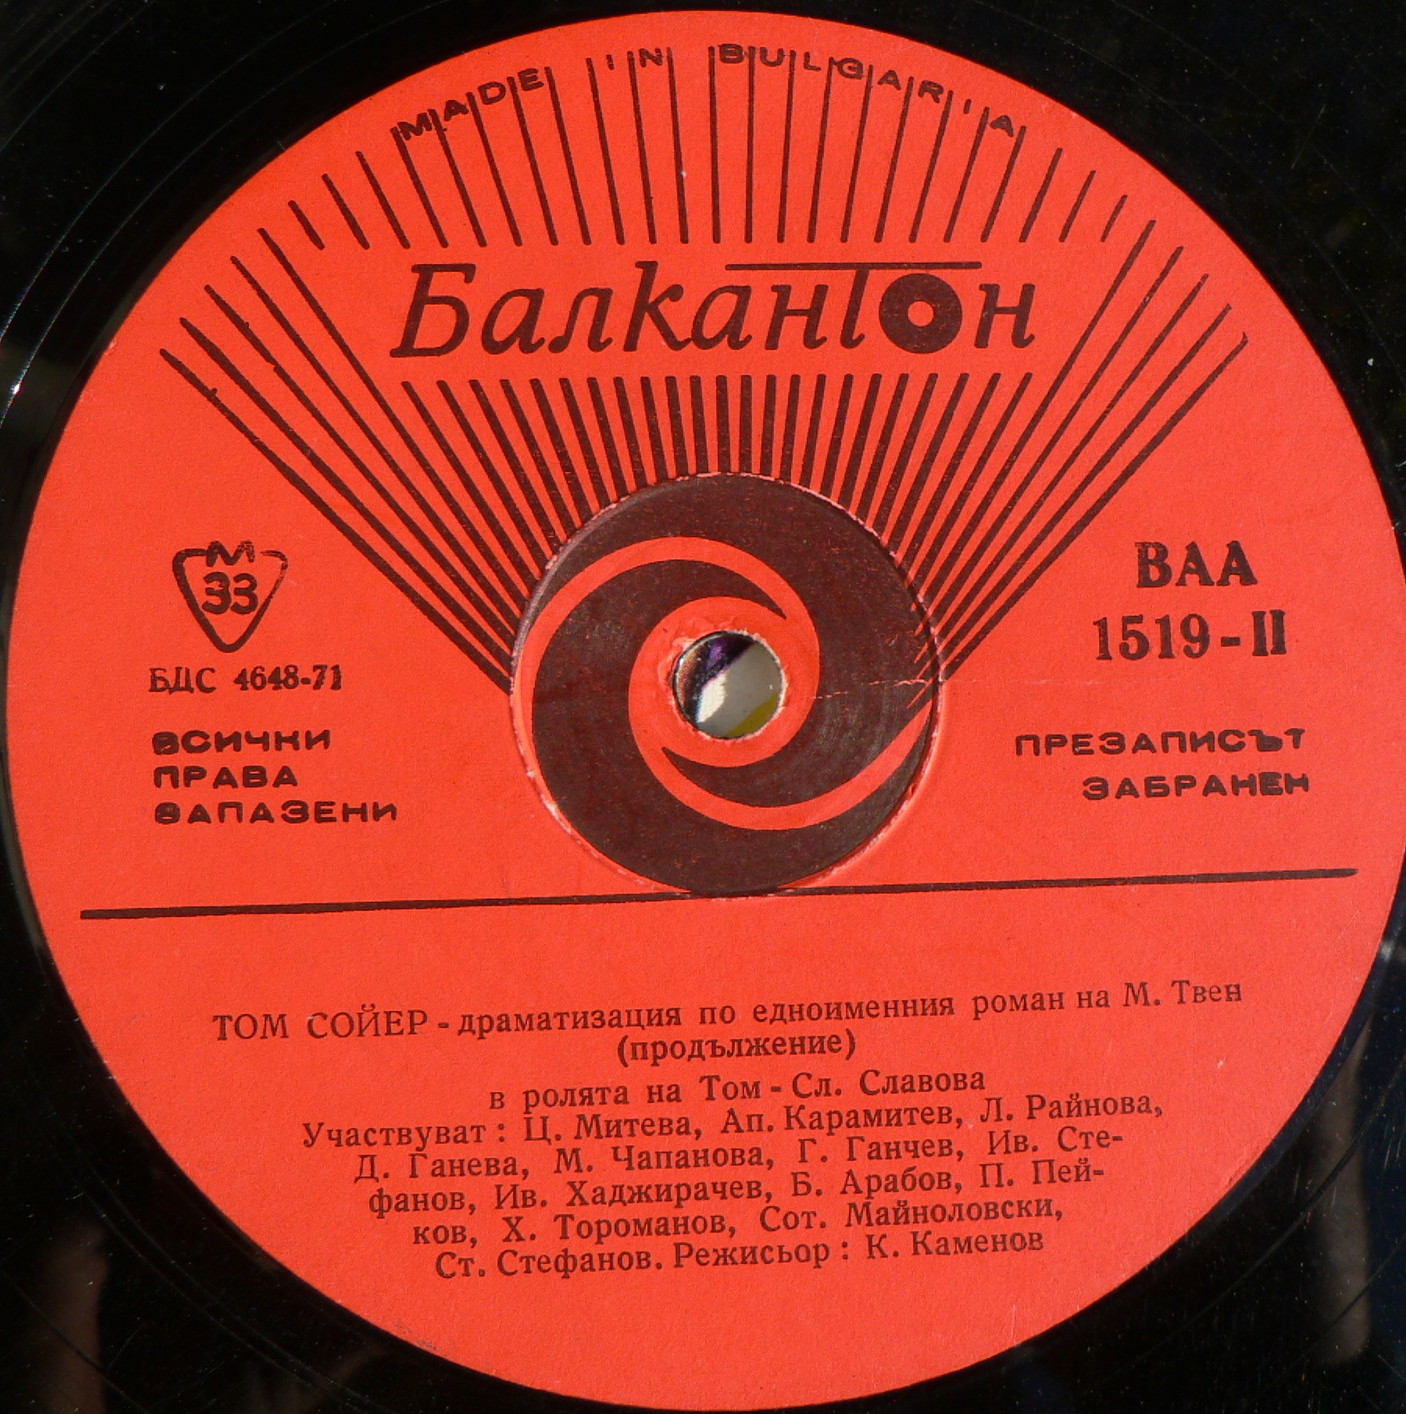 MADE IN BULGARIA
Балкантон
М
33
БДС 4648-71
ВСИЧКИ
ПРАВА
ЗАПАЗЕНИ
ВАА
1519-II
ПРЕЗАПИСЪТ
ЗАБРАНЕН
ТОМ СОЙЕР - драматизация по едноименния роман на М. Твен
(продължение)
в ролята на Том - Сл. Славова
Участвуват : Ц. Митева, Ап. Карамитев, Л. Райнова,
Д. Ганева, М. Чапанова, Г. Ганчев, Ив. Сте-
фанов, Ив. Хаджирачев, Б. Арабов, П. Пей-
ков, Х. Тороманов, Сот. Майноловски,
Ст. Стефанов. Режисьор : К. Каменов